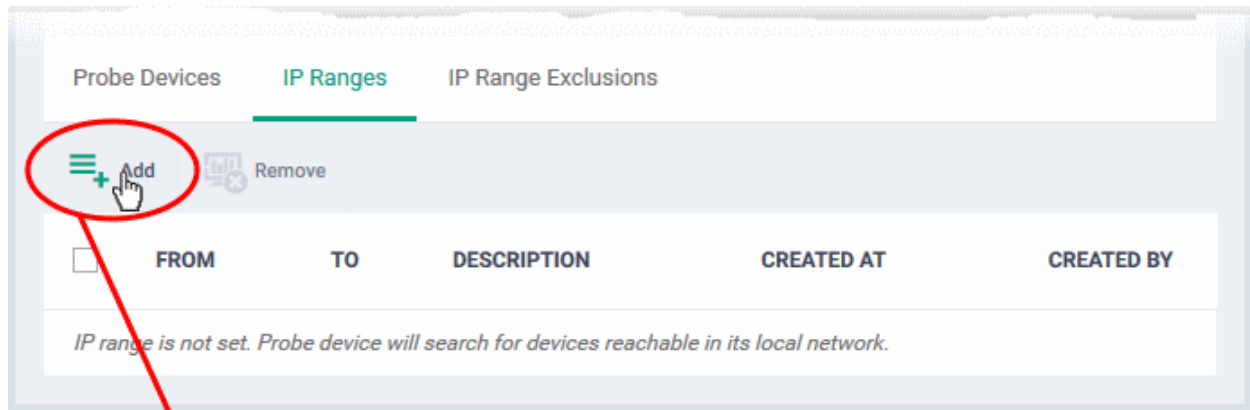 Probe Devices IP Ranges IP Range Exclusions
Add Remove
FROM TO DESCRIPTION CREATED AT CREATED BY
IP range is not set. Probe device will search for devices reachable in its local network.